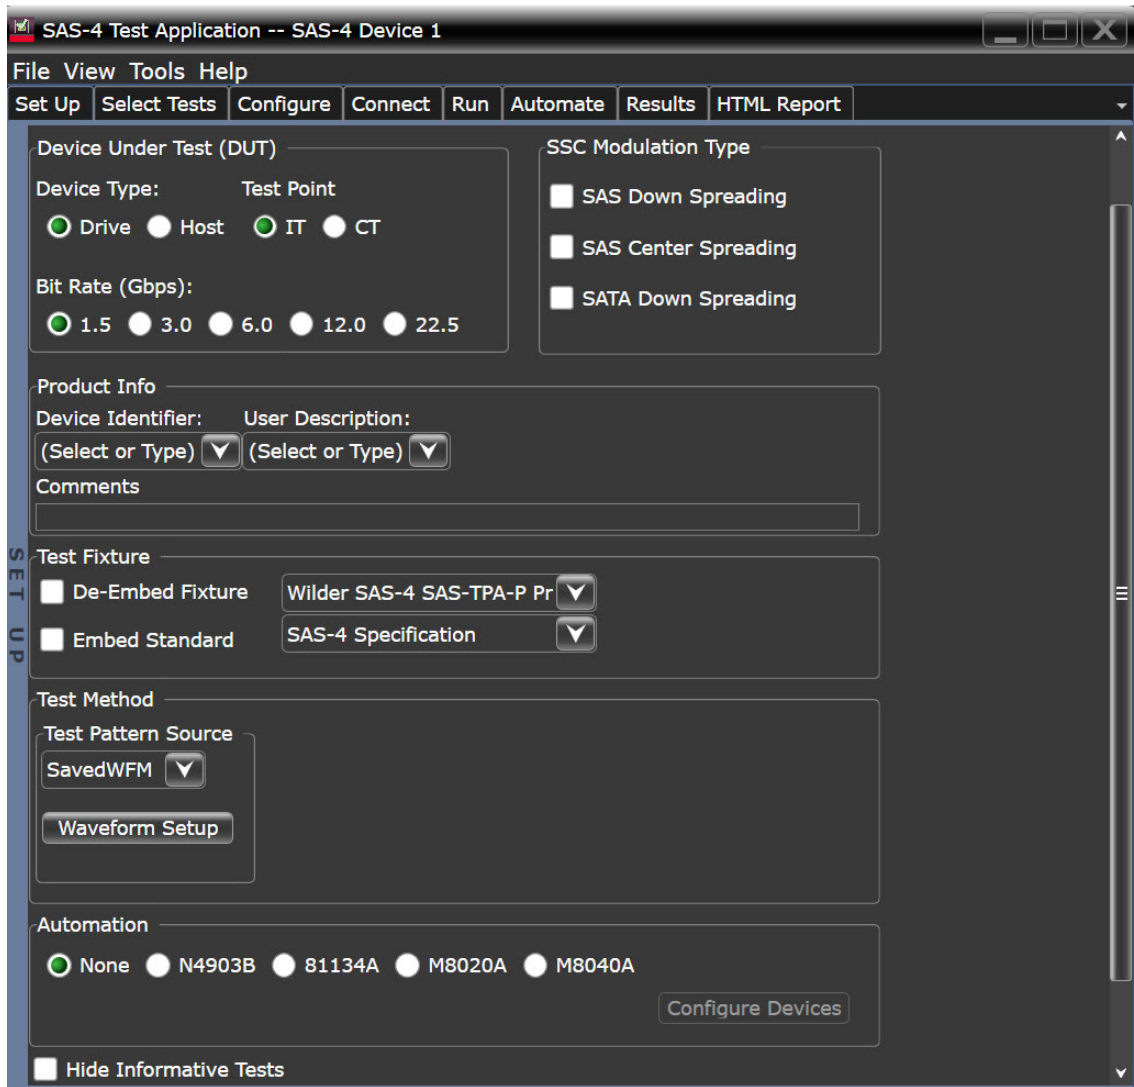 SAS-4 Test Application -- SAS-4 Device 1
File View Tools Help
Set Up Select Tests Configure Connect Run Automate Results HTML Report
Device Under Test (DUT)
Device Type: Test Point
Drive Host IT CT
Bit Rate (Gbps):
1.5 3.0 6.0 12.0 22.5
SSC Modulation Type
SAS Down Spreading
SAS Center Spreading
SATA Down Spreading
Product Info
Device Identifier: User Description:
(Select or Type) (Select or Type)
Comments
SET UP
Test Fixture
De-Embed Fixture Wilder SAS-4 SAS-TPA-P Pr
Embed Standard SAS-4 Specification
Test Method
Test Pattern Source
SavedWFM
Waveform Setup
Automation
None N4903B 81134A M8020A M8040A
Configure Devices
Hide Informative Tests